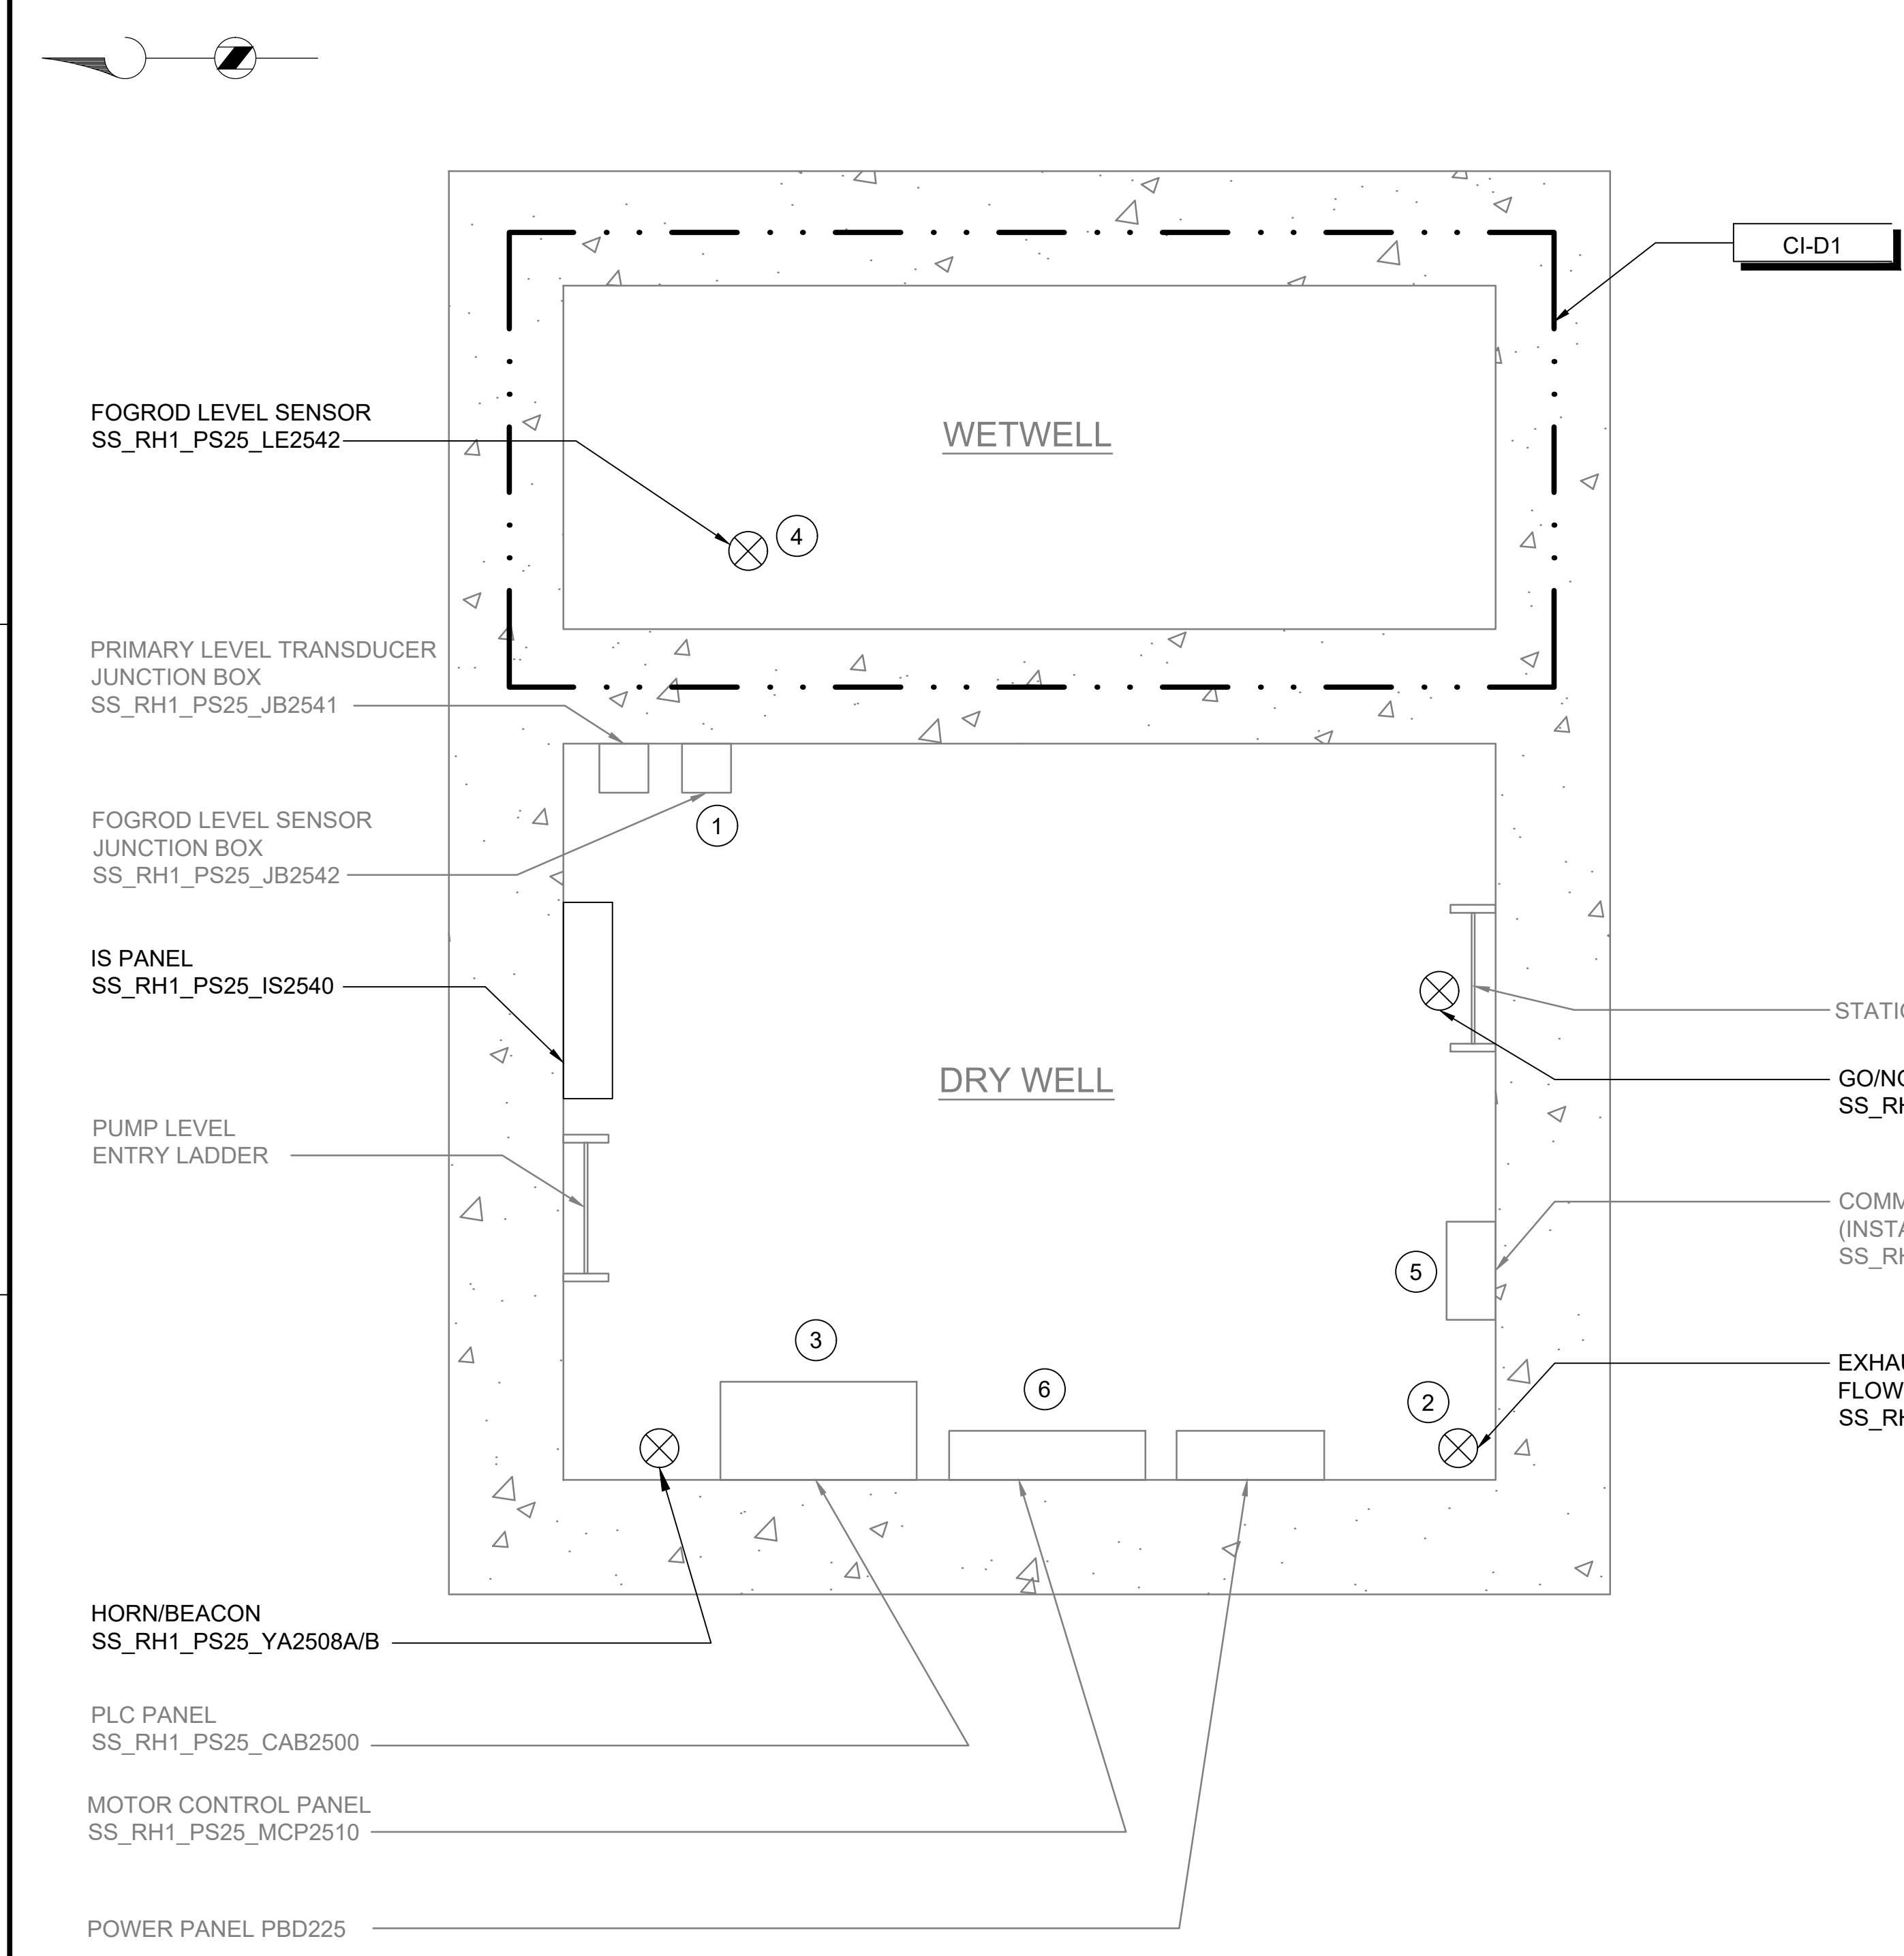 CI-D1
FOGROD LEVEL SENSOR
SS_RH1_PS25_LE2542
WETWELL
4
PRIMARY LEVEL TRANSDUCER
JUNCTION BOX
SS_RH1_PS25_JB2541
1
FOGROD LEVEL SENSOR
JUNCTION BOX
SS_RH1_PS25_JB2542
IS PANEL
SS_RH1_PS25_IS2540
DRY WELL
PUMP LEVEL
ENTRY LADDER
5
3
6
2
FLOW
HORN/BEACON
SS_RH1_PS25_YA2508A/B
PLC PANEL
SS_RH1_PS25_CAB2500
MOTOR CONTROL PANEL
SS_RH1_PS25_MCP2510
POWER PANEL PBD225